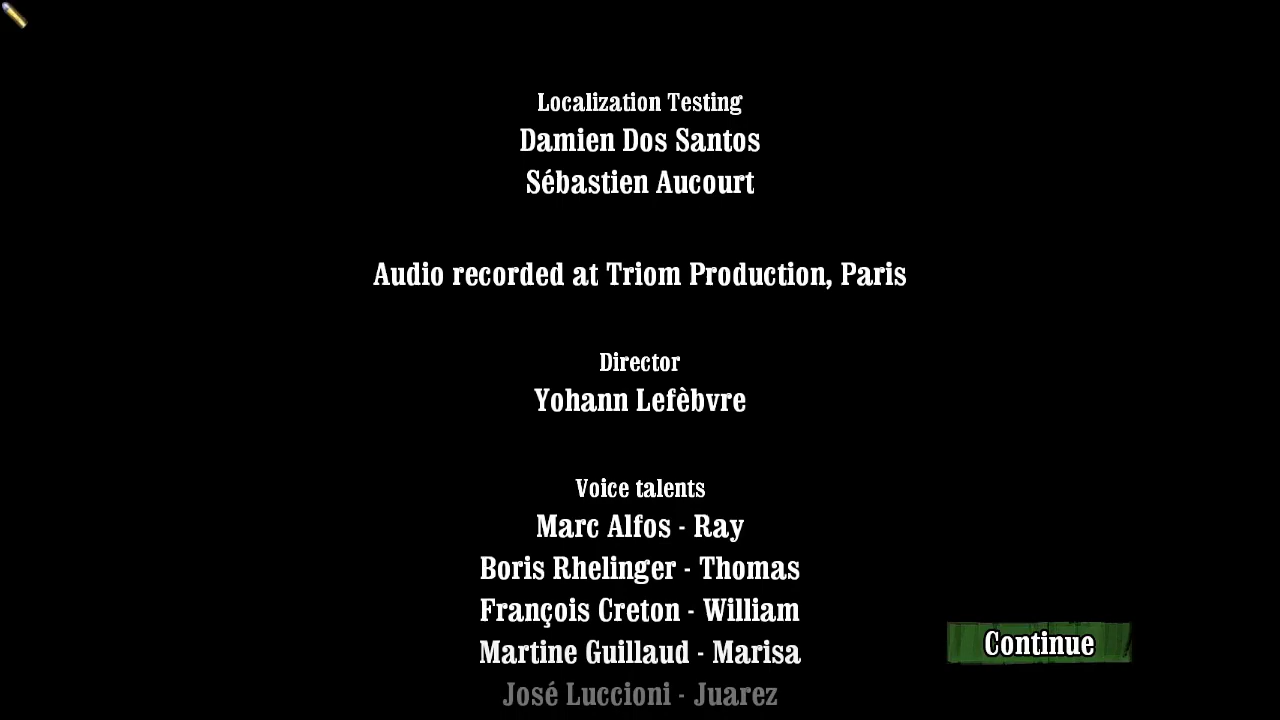 Localization Testing
Damien Dos Santos
Sébastien Aucourt
Audio recorded at Triom Production, Paris
Director
Yohann Lefèbvre
Voice talents
Marc Alfos - Ray
Boris Rhelinger - Thomas
François Creton - William
Martine Guillaud - Marisa
Continue
José Luccioni - Juarez